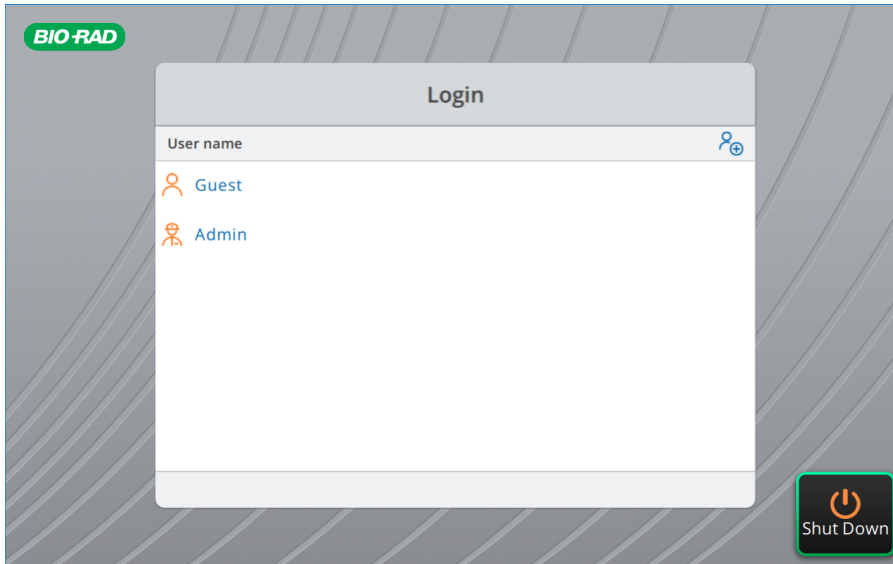 BIO-RAD
Login
User name
Guest
Admin
Shut Down